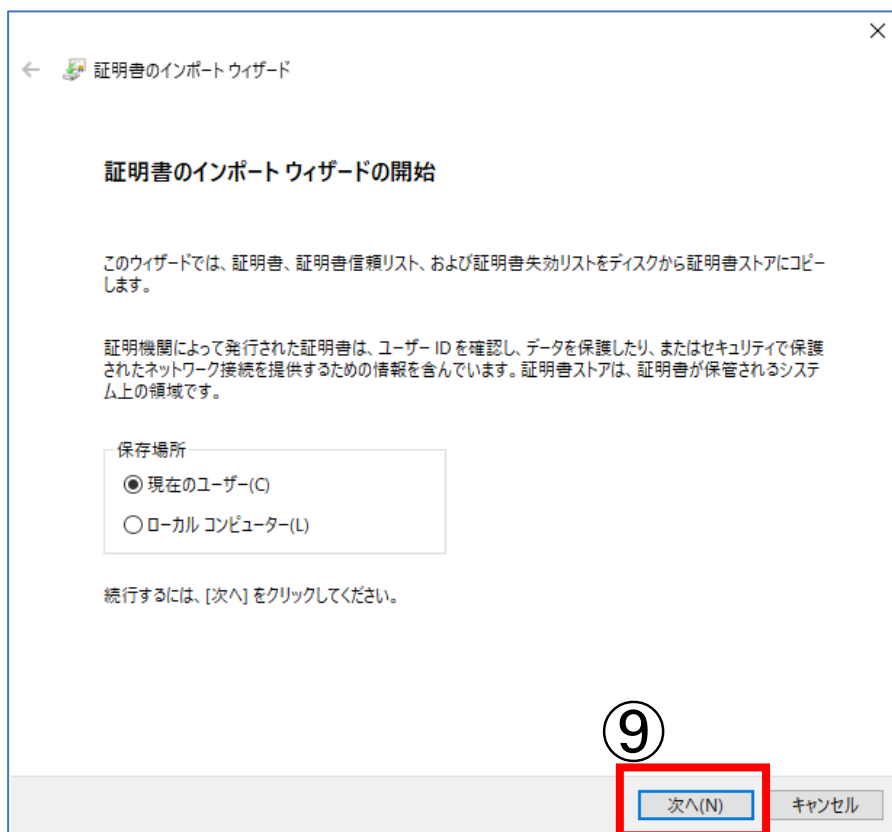 証明書のインポート ウィザード
証明書のインポート ウィザードの開始
このウィザードでは、証明書、証明書信頼リスト、および証明書失効リストをディスクから証明書ストアにコピー
します。
証明機関によって発行された証明書は、ユーザー ID を確認し、データを保護したり、またはセキュリティで保護
されたネットワーク接続を提供するための情報を含んでいます。証明書ストアは、証明書が保管されるシステ
ム上の領域です。
保存場所
現在のユーザー(C)
ローカル コンピューター(L)
続行するには、[次へ] をクリックしてください。
⑨
次へ(N) キャンセル